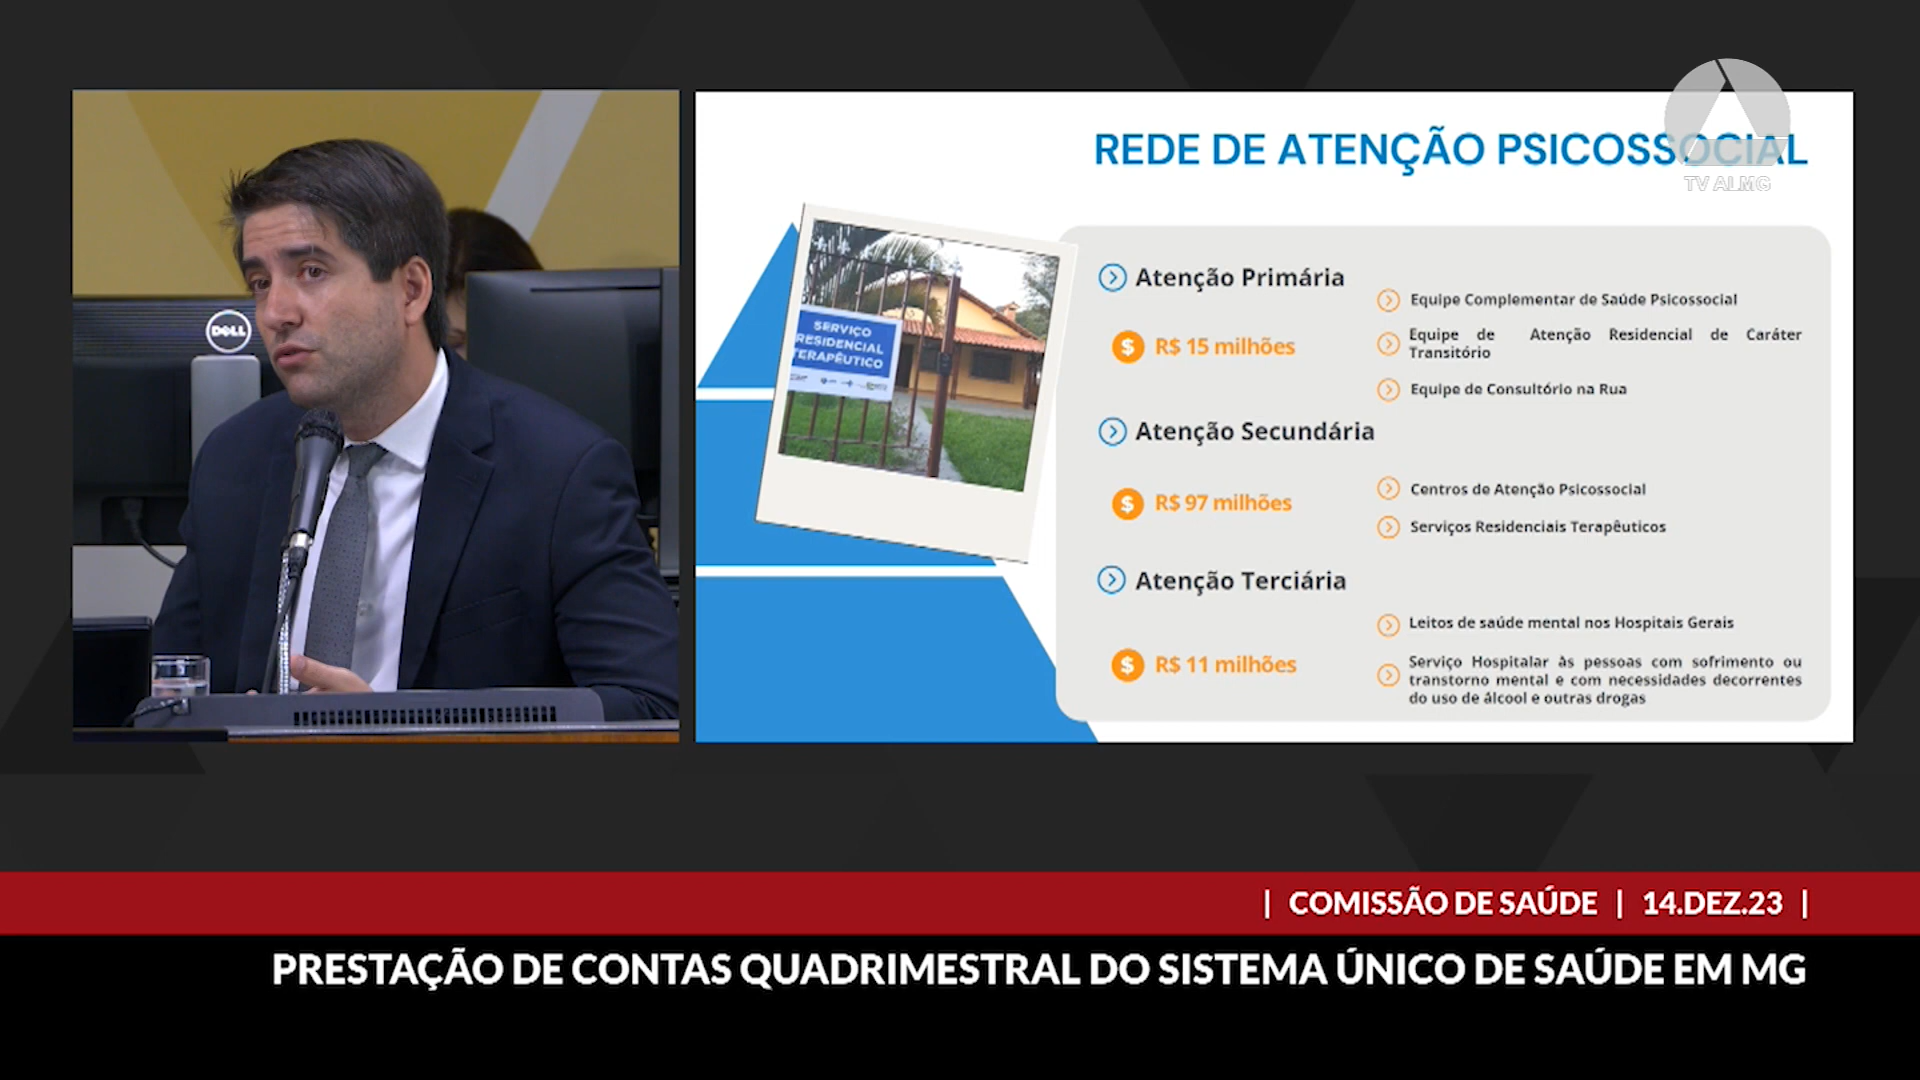 DELL
REDE DE ATENÇÃO PSICOSSOCIAL
TV ALMG
SERVIÇO
RESIDENCIAL
TERAPÊUTICO
Atenção Primária
R$ 15 milhões
Equipe Complementar de Saúde Psicossocial
Equipe de Atenção Residencial de Caráter
Transitório
Equipe de Consultório na Rua
Atenção Secundária
R$ 97 milhões
Centros de Atenção Psicossocial
Serviços Residenciais Terapêuticos
Atenção Terciária
R$ 11 milhões
Leitos de saúde mental nos Hospitais Gerais
Serviço Hospitalar às pessoas com sofrimento ou
transtorno mental e com necessidades decorrentes
do uso de álcool e outras drogas
| COMISSÃO DE SAÚDE | 14.DEZ.23 |
PRESTAÇÃO DE CONTAS QUADRIMESTRAL DO SISTEMA ÚNICO DE SAÚDE EM MG